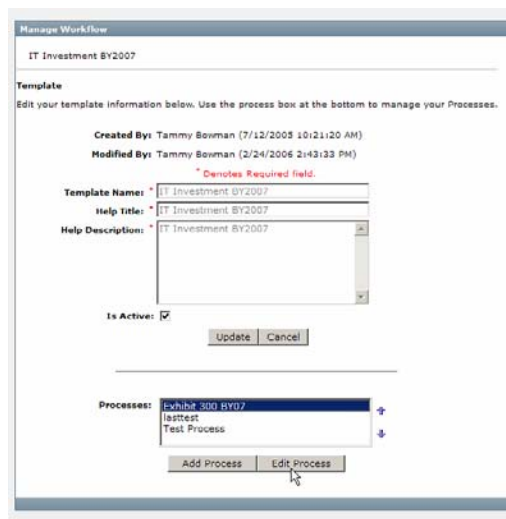 Manage Workflow
IT Investment BY2007
Template
Edit your template information below. Use the process box at the bottom to manage your Processes.
Created By: Tammy Bowman (7/12/2005 10:21:20 AM)
Modified By: Tammy Bowman (2/24/2006 2:43:33 PM)
* Denotes Required field.
Template Name: * IT Investment BY2007
Help Title: * IT Investment BY2007
Help Description: * IT Investment BY2007
Is Active:
Update Cancel
Processes: Exhibit 300 BY07
lasttest
Test Process
Add Process Edit Process